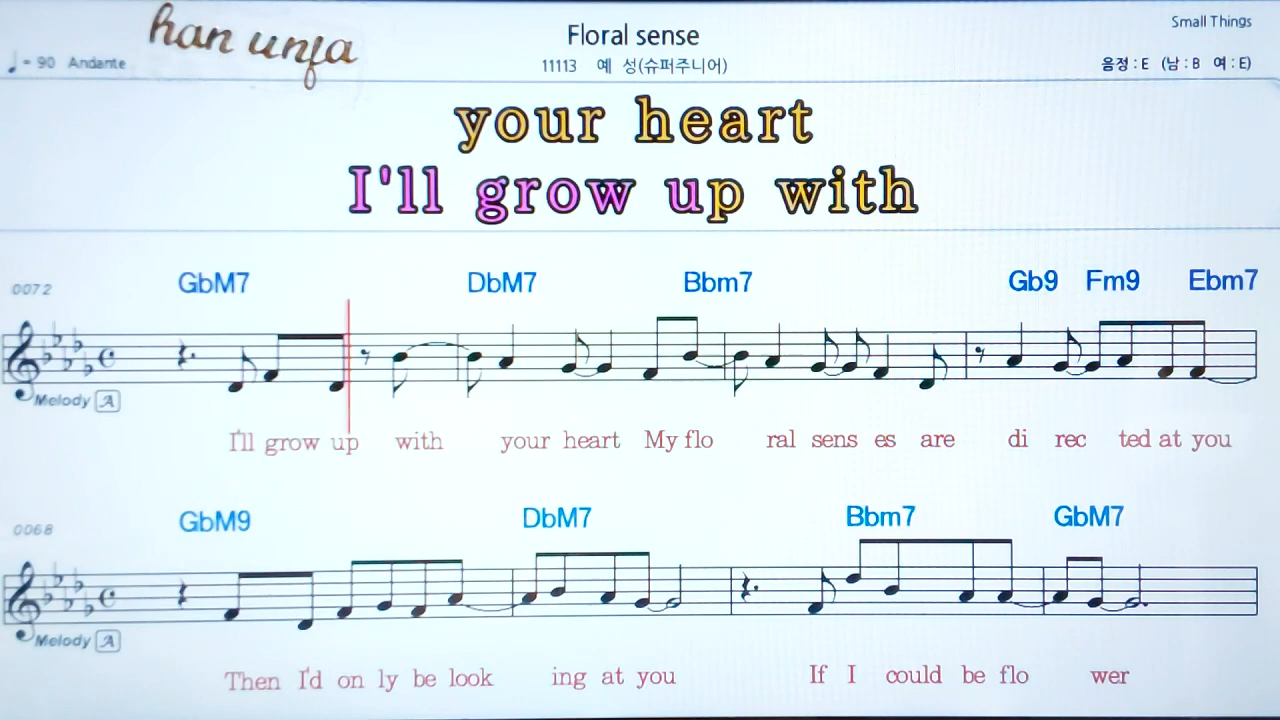 han unfa
Floral sense
Small Things
♩= 90 Andante
11113 예 성(슈퍼주니어)
음정 : E (남 : B 여 : E)
your heart
I'll grow up with
GbM7 DbM7 Bbm7 Gb9 Fm9 Ebm7
0072
Melody A
I'll grow up with your heart My flo ral sens es are di rec ted at you
GbM9 DbM7 Bbm7 GbM7
0068
Melody A
Then I'd on ly be look ing at you If I could be flo wer